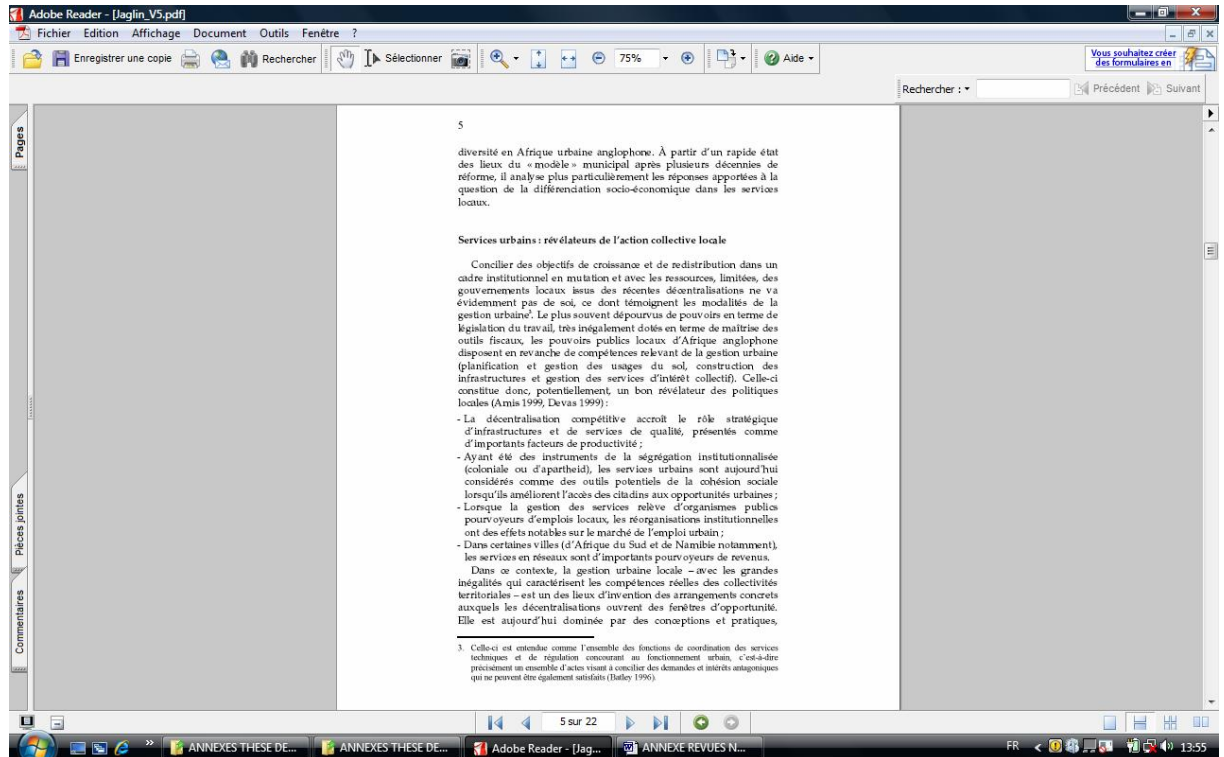 Adobe Reader - [Jaglin_V5.pdf]
Fichier Edition Affichage Document Outils Fenêtre ?
Enregistrer une copie Rechercher Sélectionner 75% Aide
Vous souhaitez créer
des formulaires en
Rechercher : Précédent Suivant
Pages
Pièces jointes
Commentaires
5
diversité en Afrique urbaine anglophone. À partir d'un rapide état
des lieux du « modèle » municipal après plusieurs décennies de
réforme, il analyse plus particulièrement les réponses apportées à la
question de la différenciation socio-économique dans les services
locaux.
Services urbains : révélateurs de l'action collective locale
Concilier des objectifs de croissance et de redistribution dans un
cadre institutionnel en mutation et avec les ressources, limitées, des
gouvernements locaux issus des récentes décentralisations ne va
évidemment pas de soi, ce dont témoignent les modalités de la
gestion urbaine³. Le plus souvent dépourvus de pouvoirs en terme de
législation du travail, très inégalement dotés en terme de maîtrise des
outils fiscaux, les pouvoirs publics locaux d'Afrique anglophone
disposent en revanche de compétences relevant de la gestion urbaine
(planification et gestion des usages du sol, construction des
infrastructures et gestion des services d'intérêt collectif). Celle-ci
constitue donc, potentiellement, un bon révélateur des politiques
locales (Amis 1999, Devas 1999) :
- La décentralisation compétitive accroît le rôle stratégique
d'infrastructures et de services de qualité, présentés comme
d'importants facteurs de productivité ;
- Ayant été des instruments de la ségrégation institutionnalisée
(coloniale ou d'apartheid), les services urbains sont aujourd'hui
considérés comme des outils potentiels de la cohésion sociale
lorsqu'ils améliorent l'accès des citadins aux opportunités urbaines ;
- Lorsque la gestion des services relève d'organismes publics
pourvoyeurs d'emplois locaux, les réorganisations institutionnelles
ont des effets notables sur le marché de l'emploi urbain ;
- Dans certaines villes (d'Afrique du Sud et de Namibie notamment),
les services en réseaux sont d'importants pourvoyeurs de revenus.
Dans ce contexte, la gestion urbaine locale – avec les grandes
inégalités qui caractérisent les compétences réelles des collectivités
territoriales – est un des lieux d'invention des arrangements concrets
auxquels les décentralisations ouvrent des fenêtres d'opportunité.
Elle est aujourd'hui dominée par des conceptions et pratiques,
3. Celle-ci est entendue comme l'ensemble des fonctions de coordination des services
techniques et de régulation concourant au fonctionnement urbain, c'est-à-dire
précisément un ensemble d'actes visant à concilier des demandes et intérêts antagoniques
qui ne peuvent être également satisfaits (Batley 1996).
5 sur 22
ANNEXES THESE DE... ANNEXES THESE DE... Adobe Reader - [Jag... ANNEXE REVUES N... FR 13:55